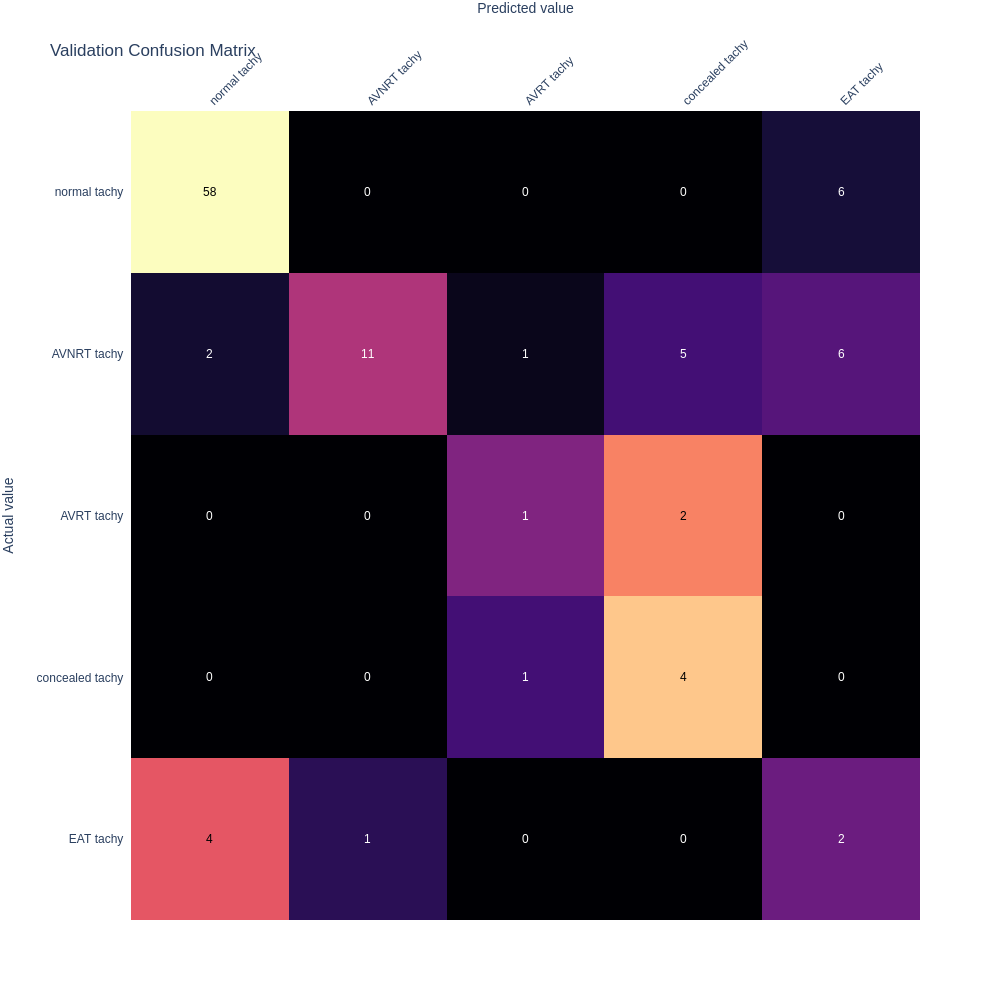 Predicted value
Validation Confusion Matrix
normal tachy AVNRT tachy AVRT tachy concealed tachy EAT tachy
normal tachy 58 0 0 0 6
AVNRT tachy 2 11 1 5 6
Actual value
AVRT tachy 0 0 1 2 0
concealed tachy 0 0 1 4 0
EAT tachy 4 1 0 0 2